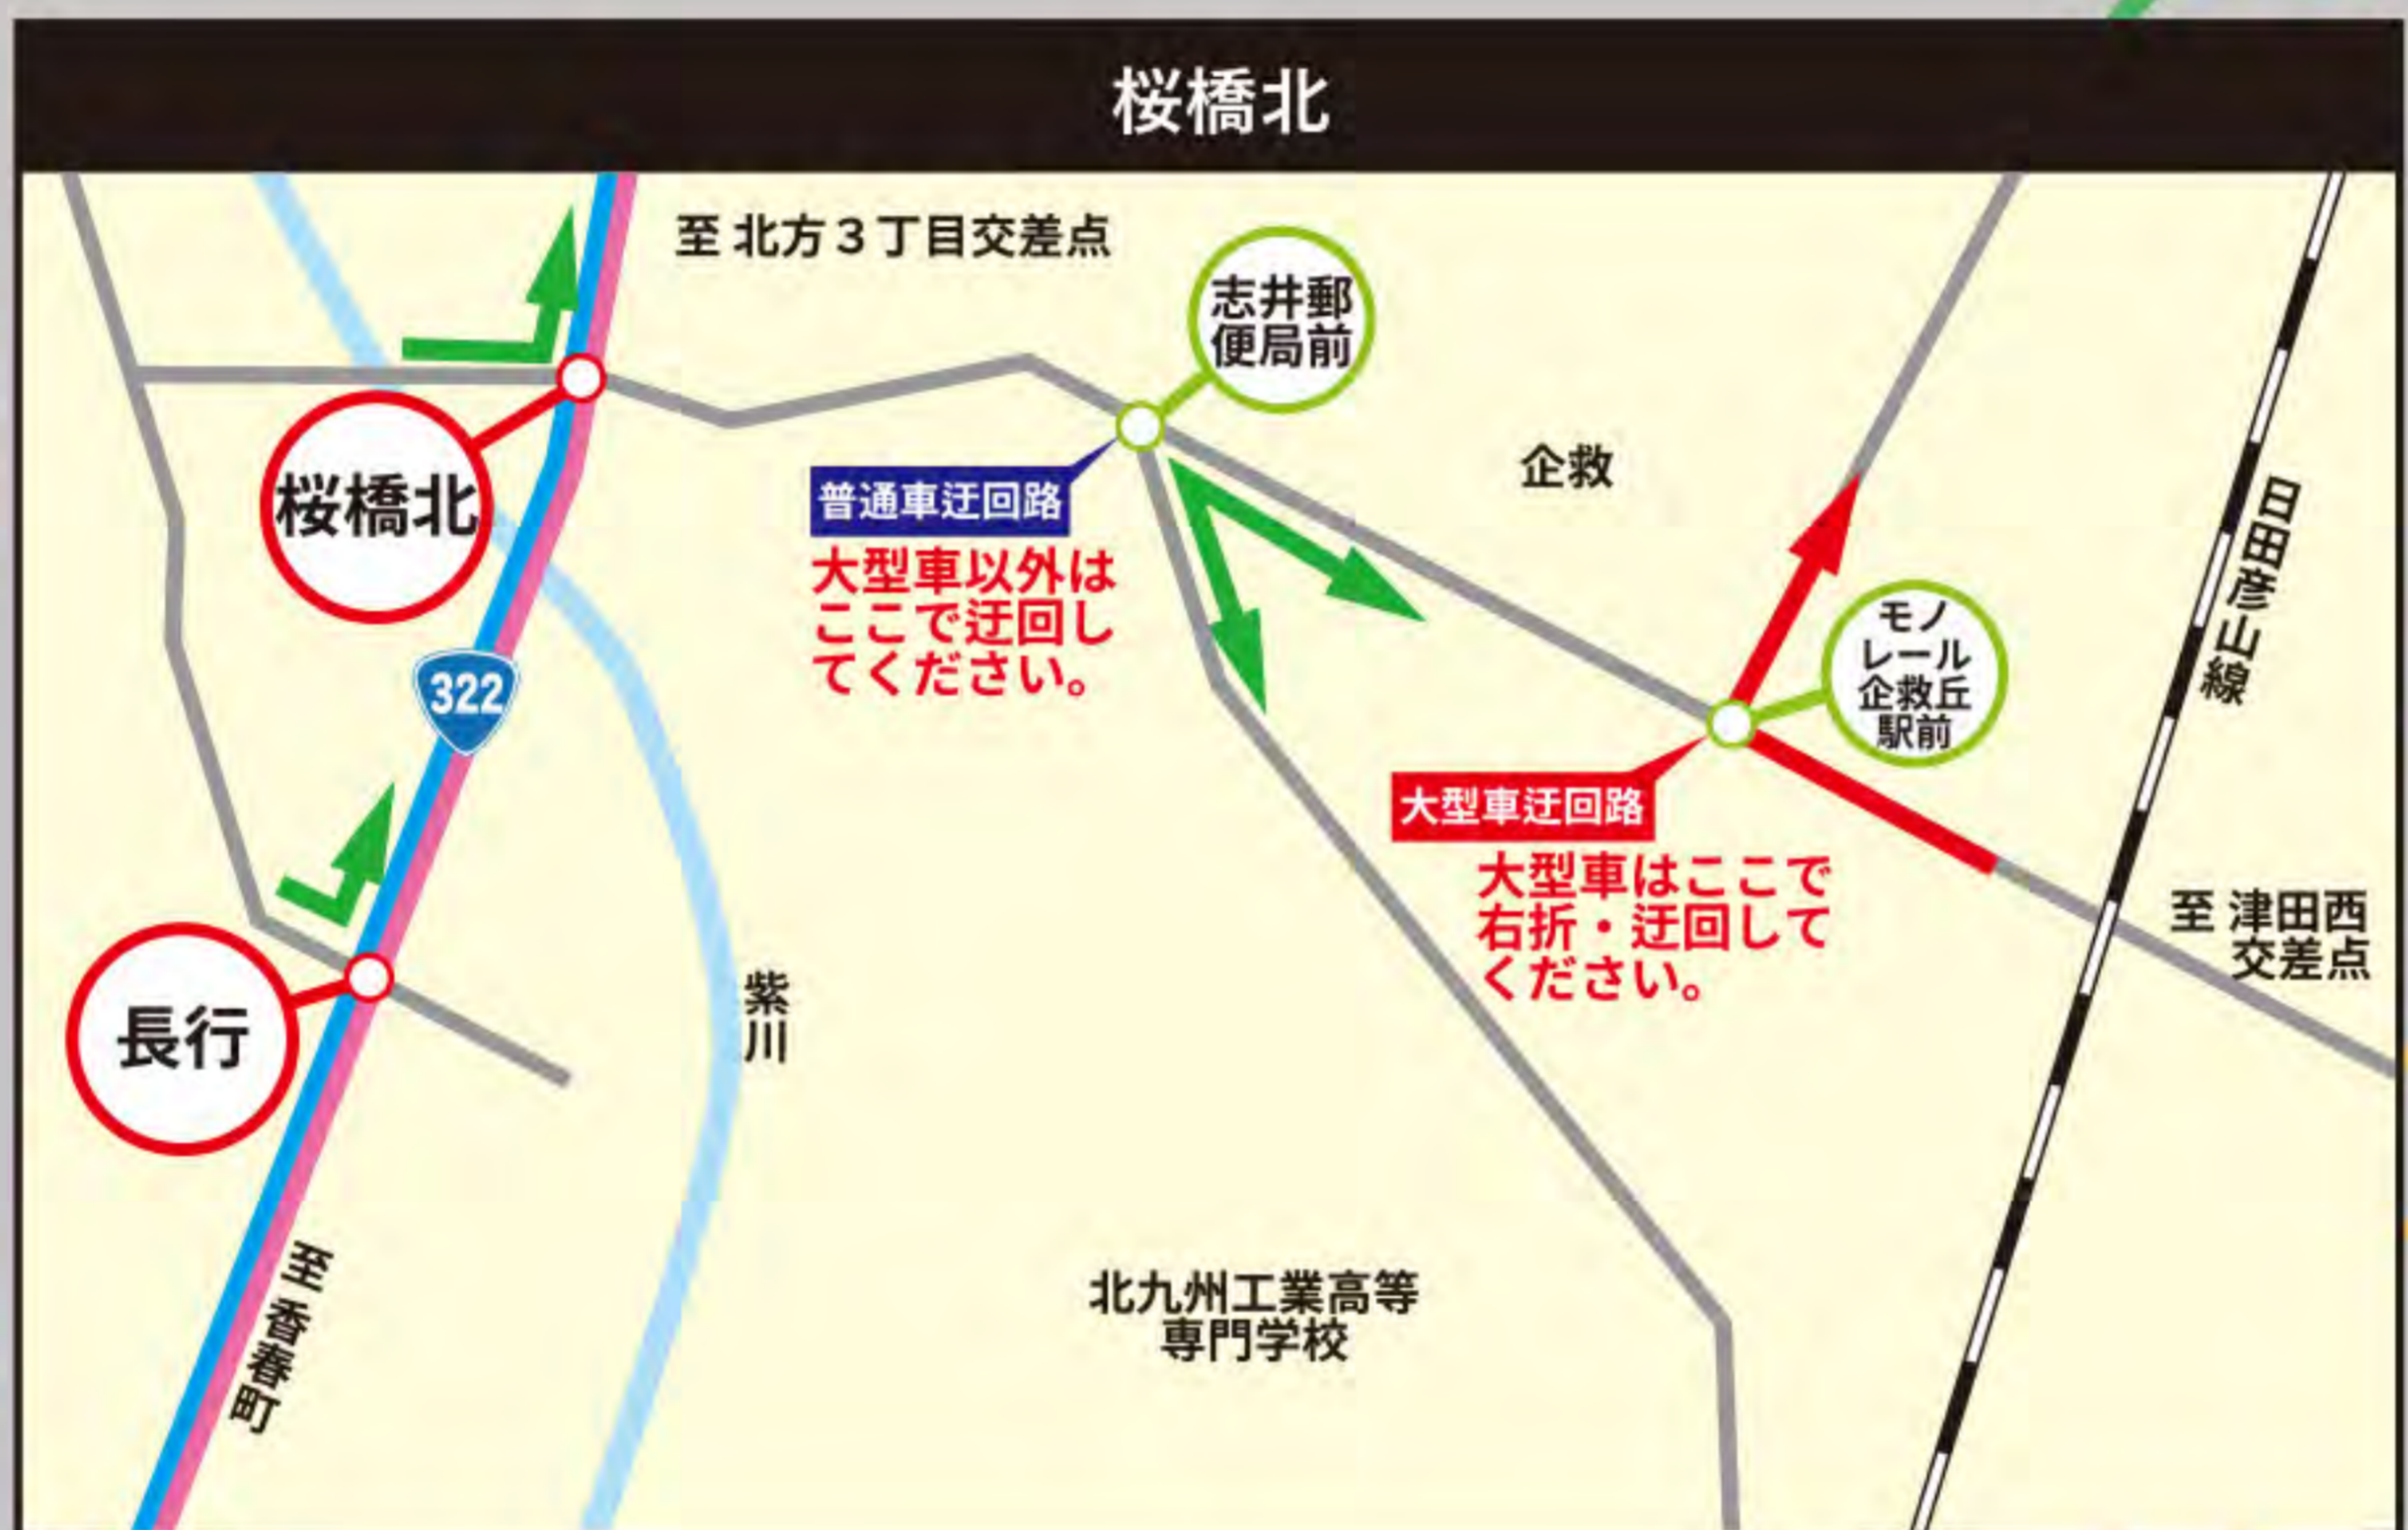 桜橋北
至 北方３丁目交差点
志井郵
便局前
桜橋北
普通車迂回路
大型車以外は
ここで迂回し
てください。
企救
日田彦山線
322
モノ
レール
企救丘
駅前
大型車迂回路
大型車はここで
右折・迂回して
ください。
至 津田西
交差点
長行
紫川
至 香春町
北九州工業高等
専門学校